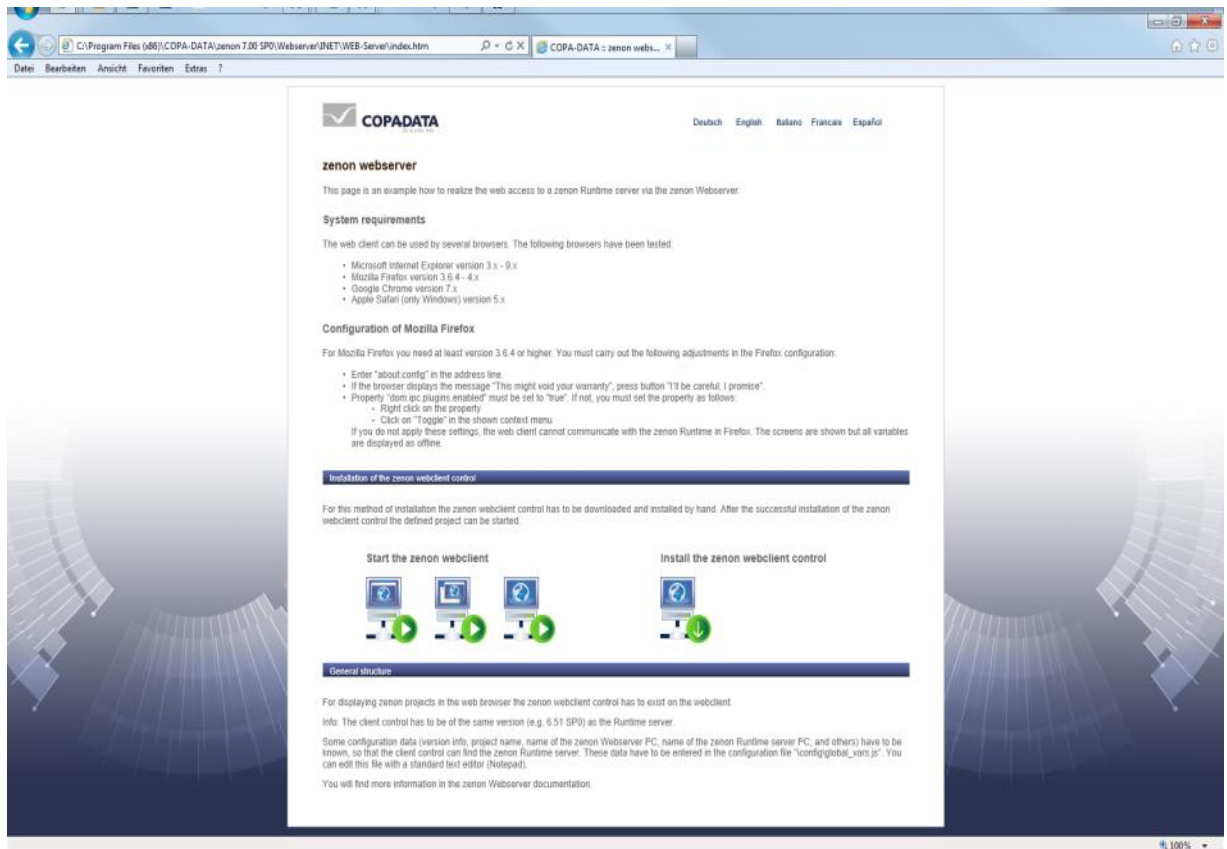 C:\Program Files (x86)\COPA-DATA\zenon 7.00 SP0\Webserver\INET\WEB-Server\index.htm
COPA-DATA :: zenon webs...
Datei Bearbeiten Ansicht Favoriten Extras ?
COPADATA
Deutsch English Italiano Francais Español
zenon webserver
This page is an example how to realize the web access to a zenon Runtime server via the zenon Webserver.
System requirements
The web client can be used by several browsers. The following browsers have been tested:
• Microsoft Internet Explorer version 3.x - 9.x
• Mozilla Firefox version 3.6.4 - 4.x
• Google Chrome version 7.x
• Apple Safari (only Windows) version 5.x
Configuration of Mozilla Firefox
For Mozilla Firefox you need at least version 3.6.4 or higher. You must carry out the following adjustments in the Firefox configuration:
• Enter "about:config" in the address line.
• If the browser displays the message "This might void your warranty", press button "I'll be careful, I promise".
• Property "dom.ipc.plugins.enabled" must be set to "true". If not, you must set the property as follows:
◦ Right click on the property
◦ Click on "Toggle" in the shown context menu
If you do not apply these settings, the web client cannot communicate with the zenon Runtime in Firefox. The screens are shown but all variables
are displayed as offline.
Installation of the zenon webclient control
For this method of installation the zenon webclient control has to be downloaded and installed by hand. After the successful installation of the zenon
webclient control the defined project can be started.
Start the zenon webclient
Install the zenon webclient control
General structure
For displaying zenon projects in the web browser the zenon webclient control has to exist on the webclient.
Info: The client control has to be of the same version (e.g. 6.51 SP0) as the Runtime server.
Some configuration data (version info, project name, name of the zenon Webserver PC, name of the zenon Runtime server PC, and others) have to be
known, so that the client control can find the zenon Runtime server. These data have to be entered in the configuration file "\config\global_vars.js". You
can edit this file with a standard text editor (Notepad).
You will find more information in the zenon Webserver documentation.
100%